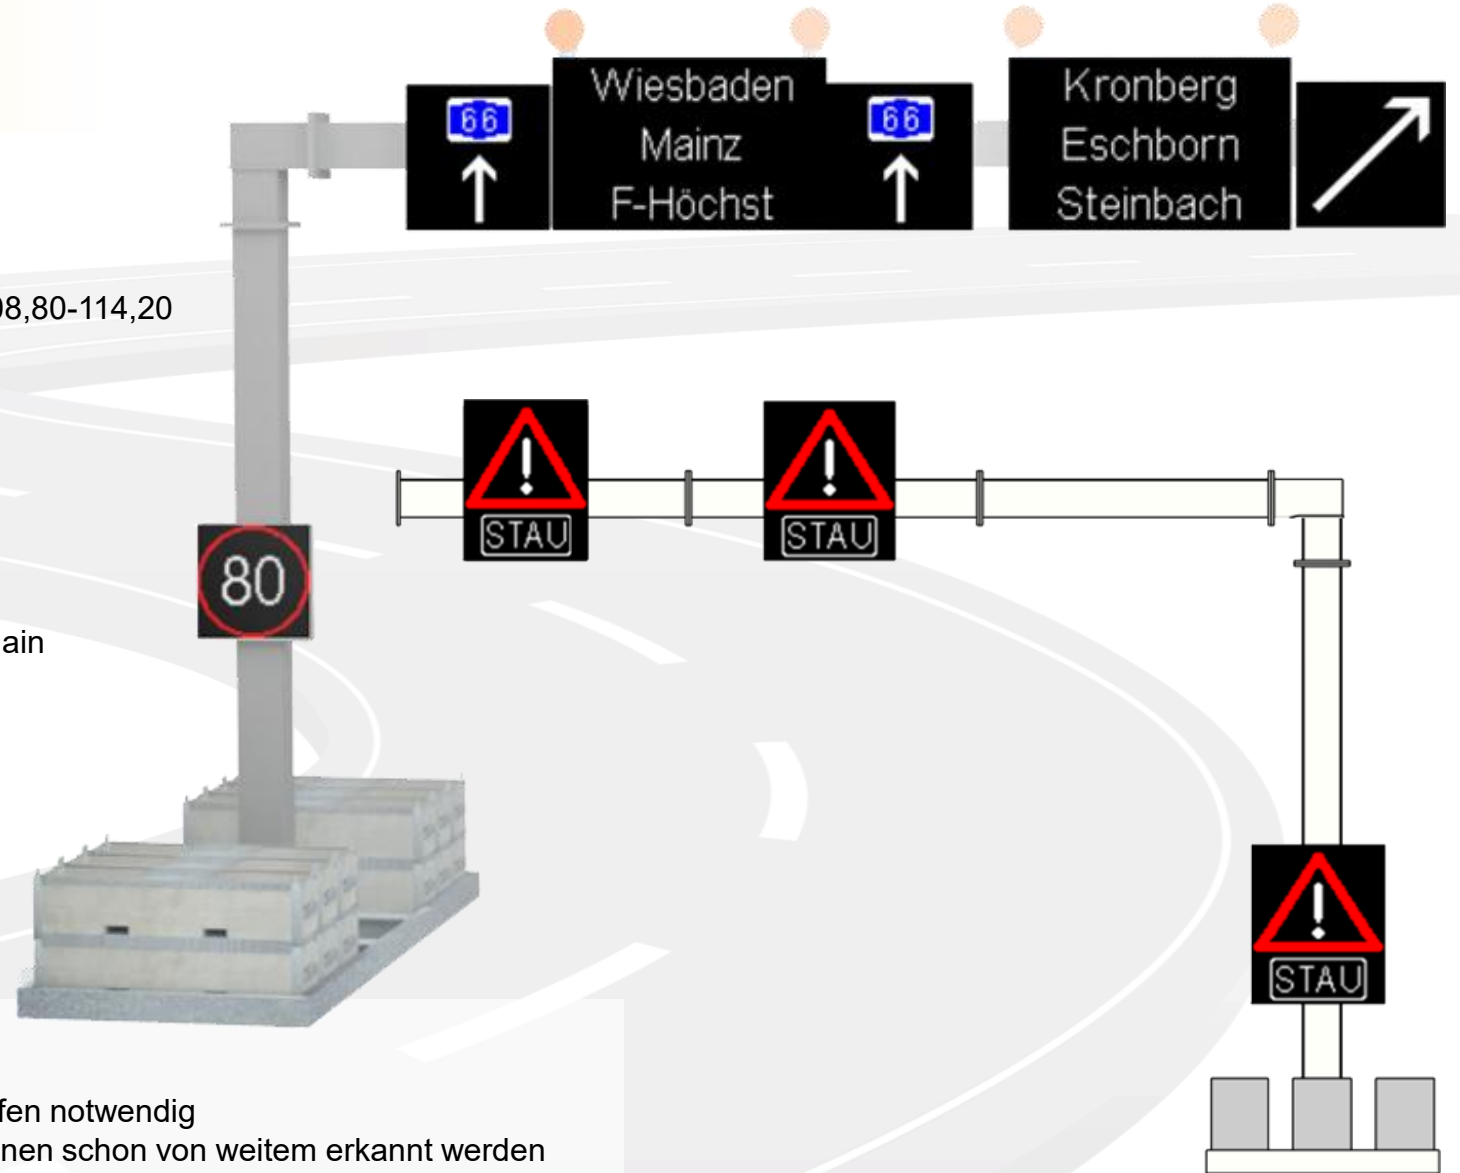 66
Wiesbaden
Mainz
F-Höchst
66
Kronberg
Eschborn
Steinbach
8,80-114,20
STAU
STAU
80
ain
STAU
fen notwendig
nen schon von weitem erkannt werden